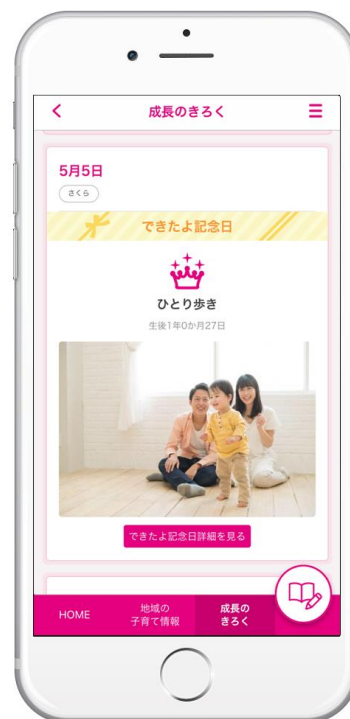 成長のきろく
5月5日
さくら
できたよ記念日
ひとり歩き
生後1年0か月27日
できたよ記念日詳細を見る
HOME
地域の
子育て情報
成長の
きろく